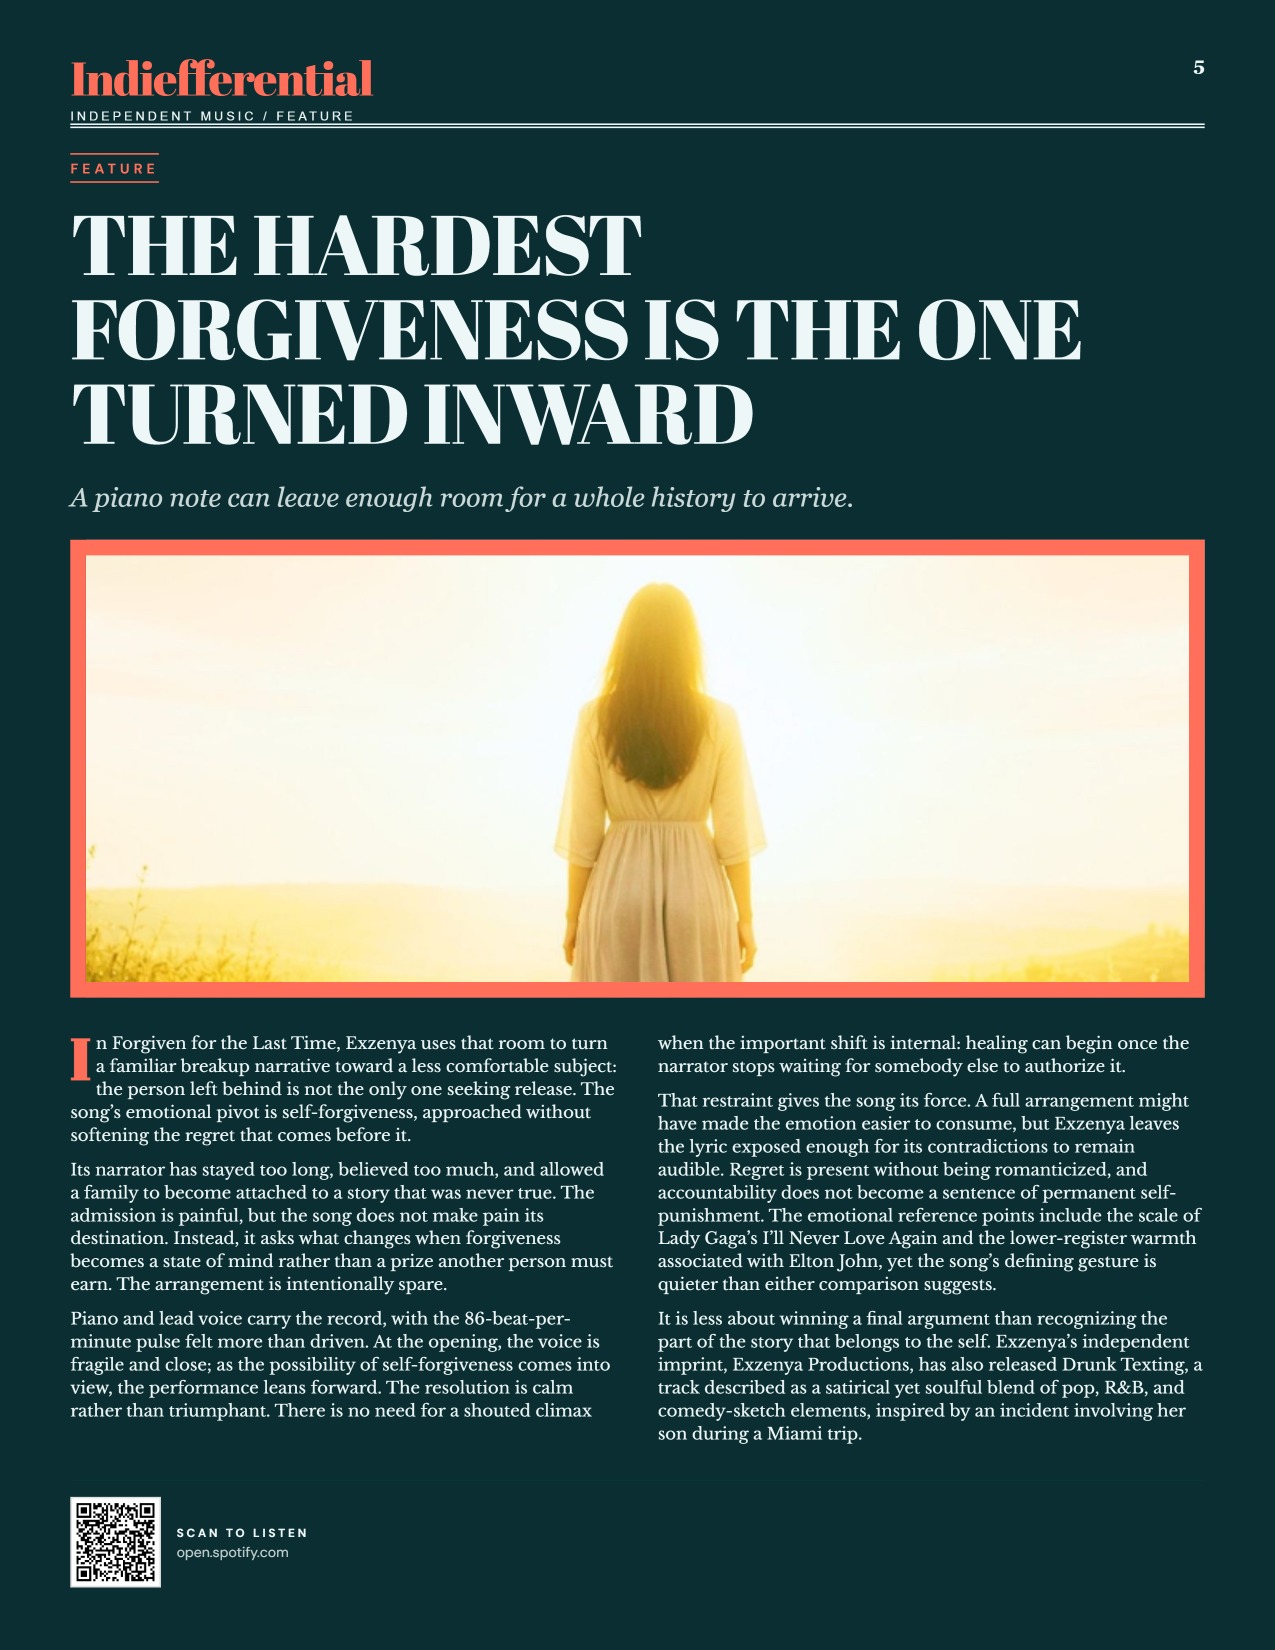 Indiefferential
5
INDEPENDENT MUSIC / FEATURE
FEATURE
THE HARDEST
FORGIVENESS IS THE ONE
TURNED INWARD
A piano note can leave enough room for a whole history to arrive.
In Forgiven for the Last Time, Exzenya uses that room to turn
a familiar breakup narrative toward a less comfortable subject:
the person left behind is not the only one seeking release. The
song’s emotional pivot is self-forgiveness, approached without
softening the regret that comes before it.
Its narrator has stayed too long, believed too much, and allowed
a family to become attached to a story that was never true. The
admission is painful, but the song does not make pain its
destination. Instead, it asks what changes when forgiveness
becomes a state of mind rather than a prize another person must
earn. The arrangement is intentionally spare.
Piano and lead voice carry the record, with the 86-beat-per-
minute pulse felt more than driven. At the opening, the voice is
fragile and close; as the possibility of self-forgiveness comes into
view, the performance leans forward. The resolution is calm
rather than triumphant. There is no need for a shouted climax
when the important shift is internal: healing can begin once the
narrator stops waiting for somebody else to authorize it.
That restraint gives the song its force. A full arrangement might
have made the emotion easier to consume, but Exzenya leaves
the lyric exposed enough for its contradictions to remain
audible. Regret is present without being romanticized, and
accountability does not become a sentence of permanent self-
punishment. The emotional reference points include the scale of
Lady Gaga’s I’ll Never Love Again and the lower-register warmth
associated with Elton John, yet the song’s defining gesture is
quieter than either comparison suggests.
It is less about winning a final argument than recognizing the
part of the story that belongs to the self. Exzenya’s independent
imprint, Exzenya Productions, has also released Drunk Texting, a
track described as a satirical yet soulful blend of pop, R&B, and
comedy-sketch elements, inspired by an incident involving her
son during a Miami trip.
SCAN TO LISTEN
open.spotify.com